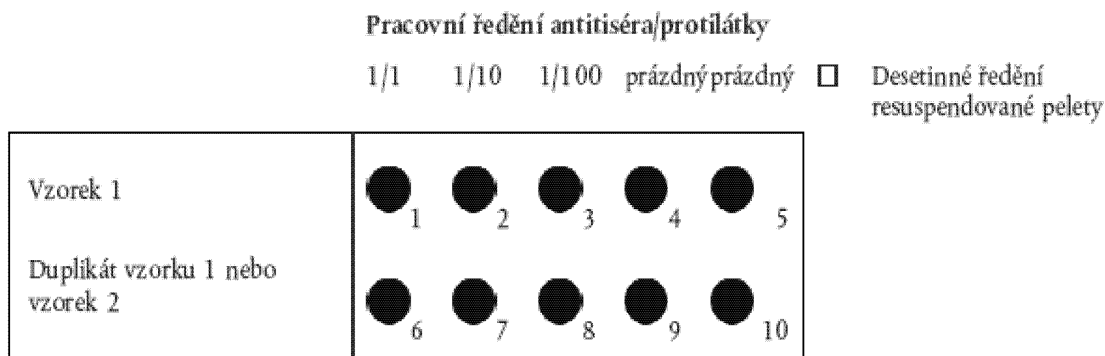 Pracovní ředění antitiséra/protilátky
1/1 1/10 1/100 prázdný prázdný □ Desetinné ředění
resuspendované pelety
Vzorek 1
1 2 3 4 5
Duplikát vzorku 1 nebo
vzorek 2
6 7 8 9 10